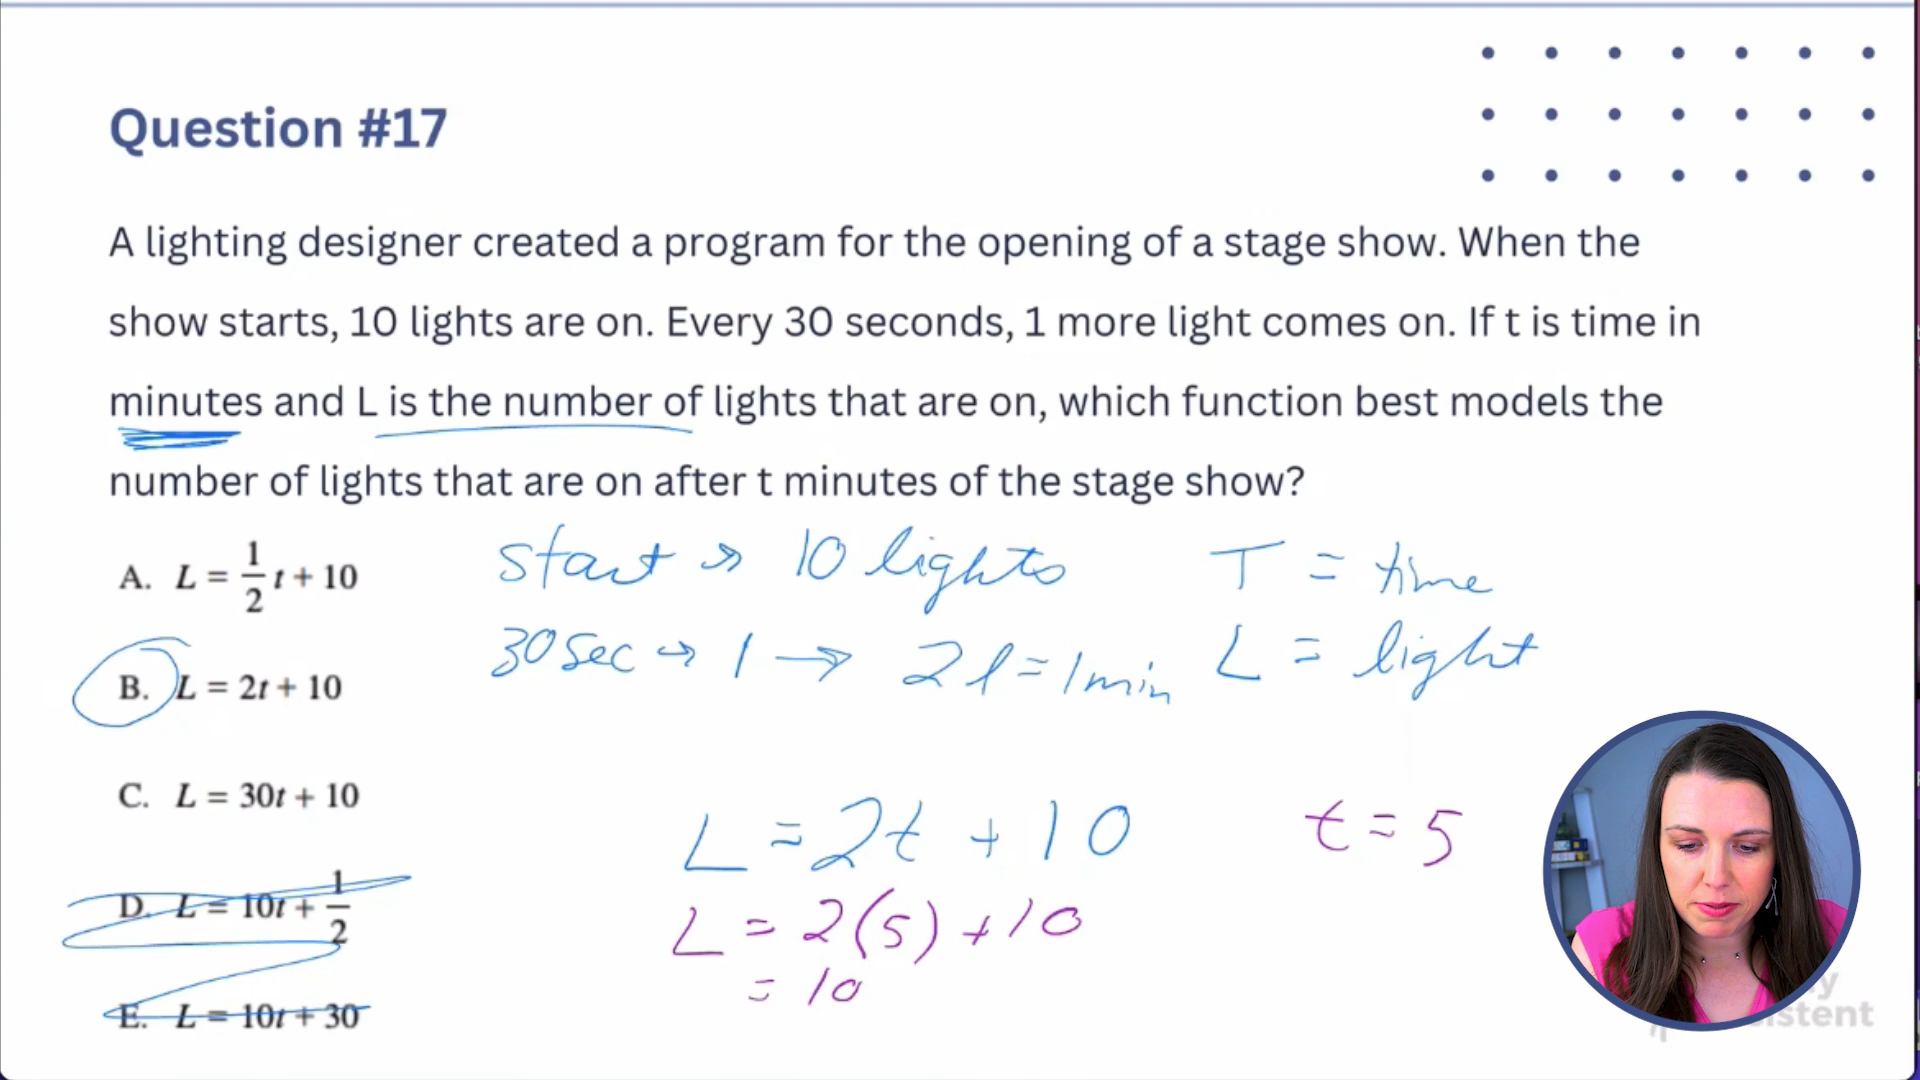 Question #17
A lighting designer created a program for the opening of a stage show. When the
show starts, 10 lights are on. Every 30 seconds, 1 more light comes on. If t is time in
minutes and L is the number of lights that are on, which function best models the
number of lights that are on after t minutes of the stage show?
A. L = 1/2 t + 10
start → 10 lights
T = time
30 sec → 1 → 2l = 1min
L = light
B. L = 2t + 10
C. L = 30t + 10
L = 2t + 10
t = 5
D. L = 10t + 1/2
L = 2(5) + 10
= 10
E. L = 10t + 30